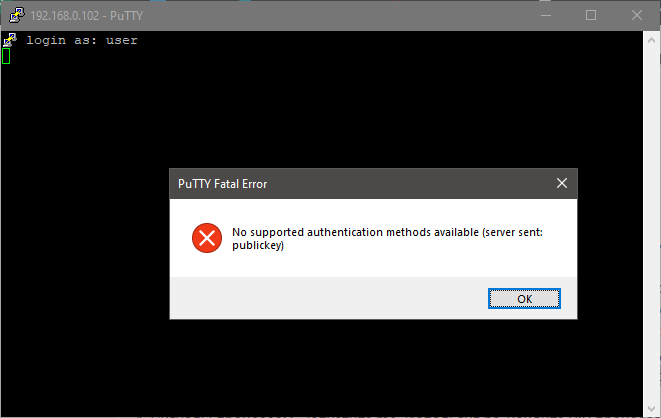 192.168.0.102 - PuTTY
login as: user
PuTTY Fatal Error
No supported authentication methods available (server sent:
publickey)
OK